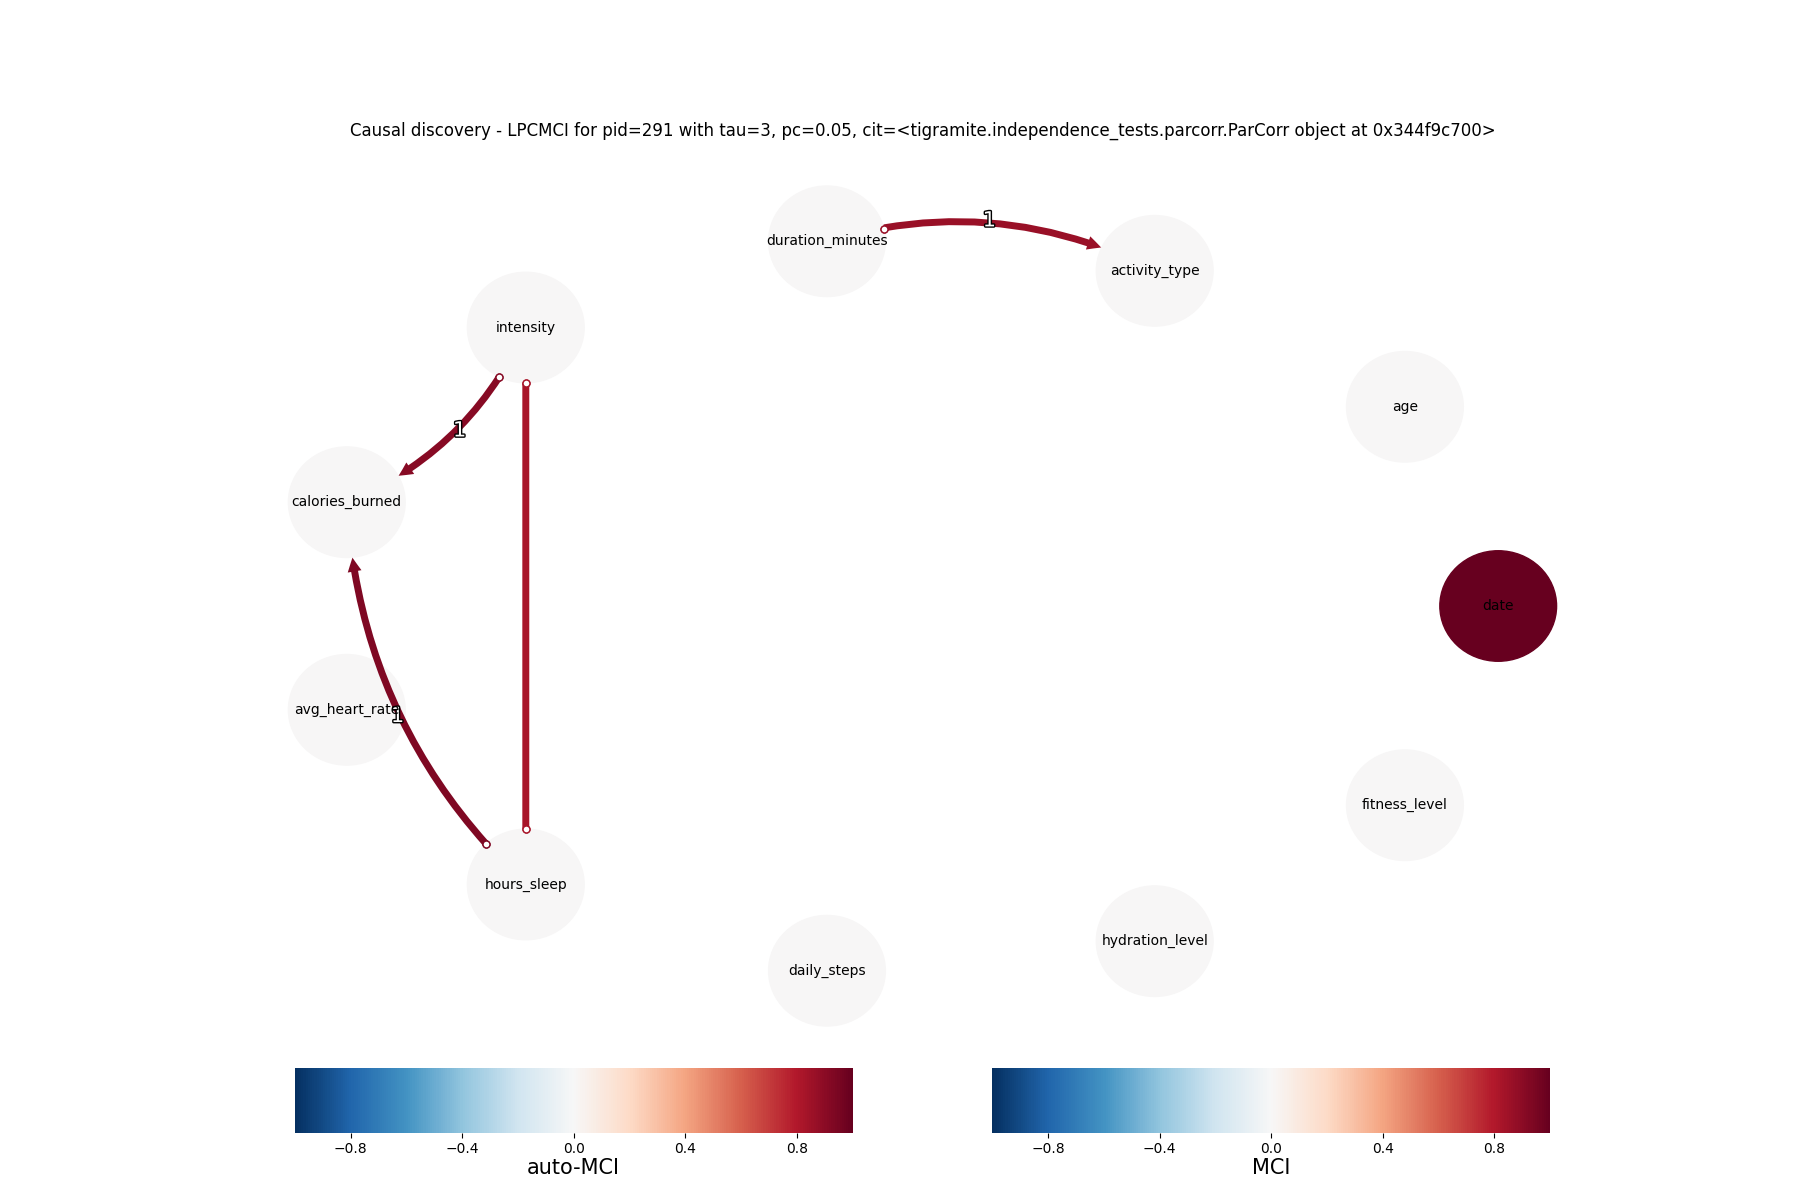 Causal discovery - LPCMCI for pid=291 with tau=3, pc=0.05, cit=<tigramite.independence_tests.parcorr.ParCorr object at 0x344f9c700>
1
duration_minutes
activity_type
intensity
age
1
calories_burned
date
avg_heart_rate
1
fitness_level
hours_sleep
hydration_level
daily_steps
−0.8 −0.4 0.0 0.4 0.8
auto-MCI
−0.8 −0.4 0.0 0.4 0.8
MCI